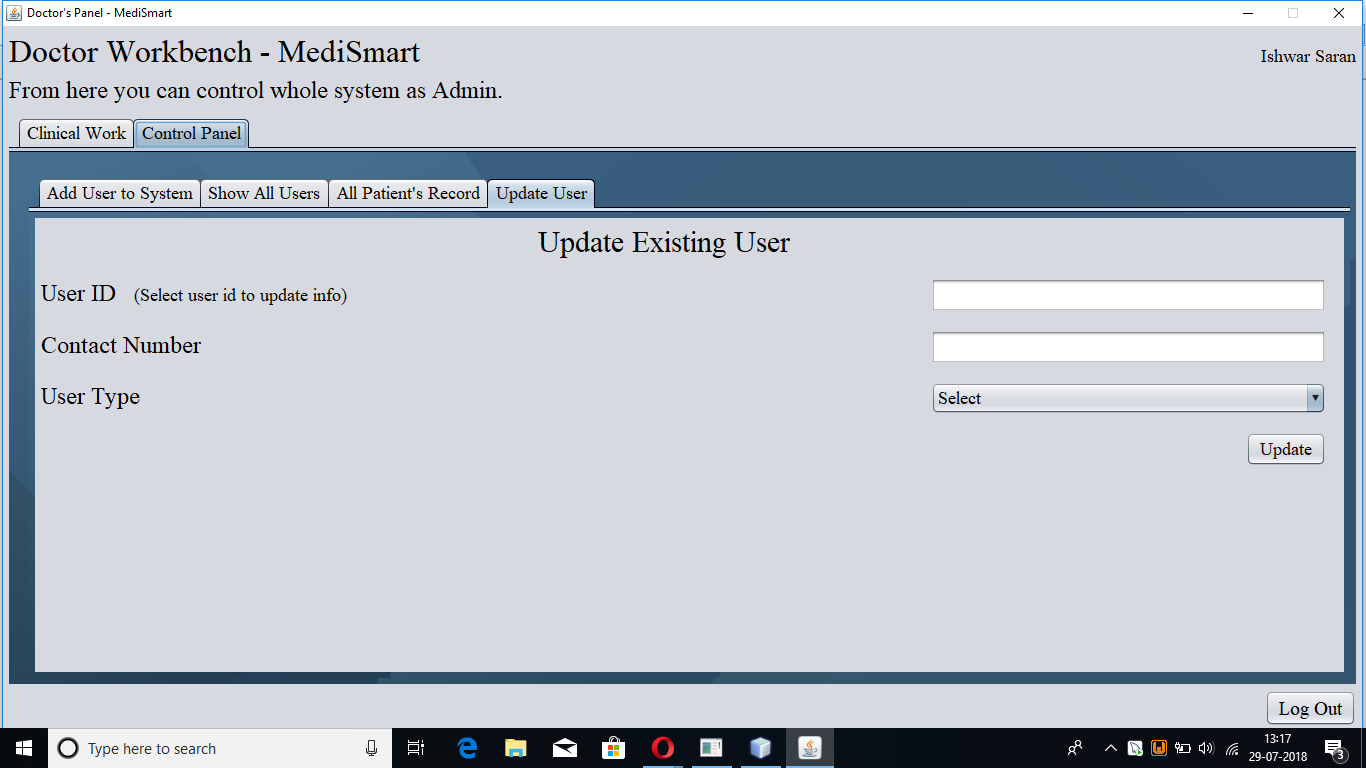 Doctor's Panel - MediSmart
Doctor Workbench - MediSmart
Ishwar Saran
From here you can control whole system as Admin.
Clinical Work Control Panel
Add User to System Show All Users All Patient's Record Update User
Update Existing User
User ID (Select user id to update info)
Contact Number
User Type Select
Update
Log Out
Type here to search
13:17
29-07-2018
3